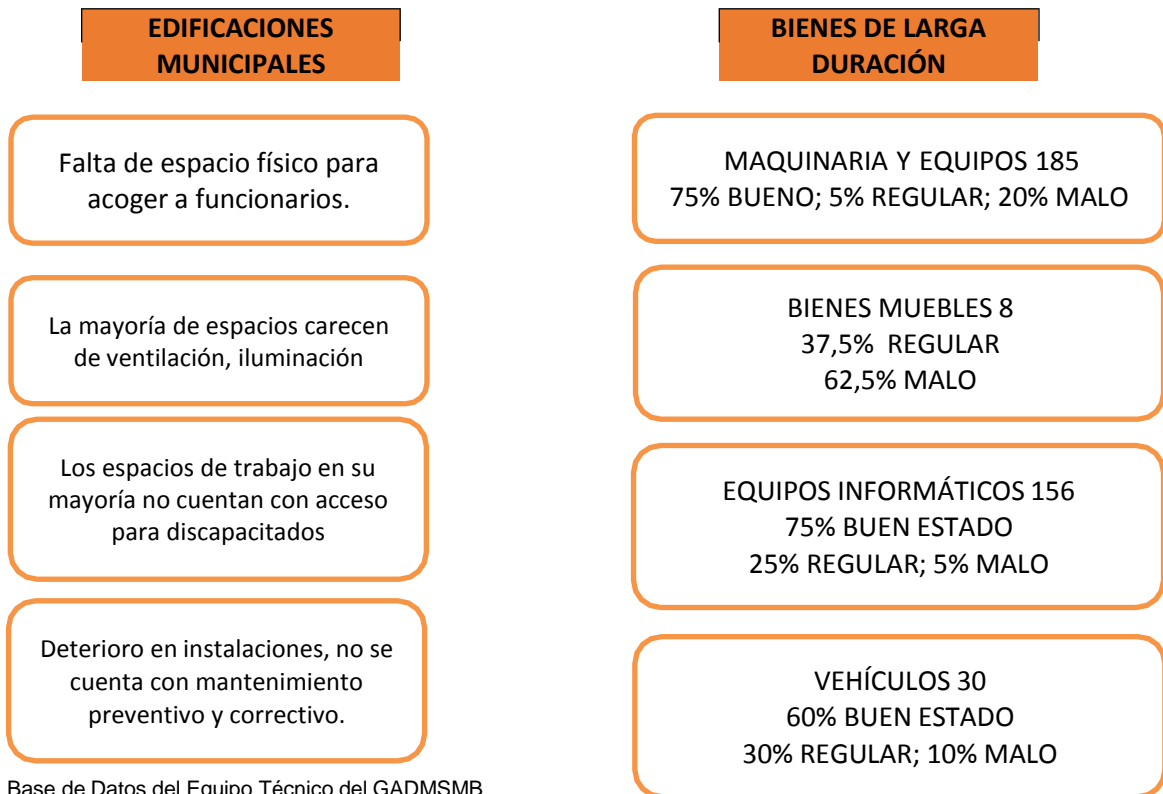 EDIFICACIONES
MUNICIPALES
Falta de espacio físico para
acoger a funcionarios.
La mayoría de espacios carecen
de ventilación, iluminación
Los espacios de trabajo en su
mayoría no cuentan con acceso
para discapacitados
Deterioro en instalaciones, no se
cuenta con mantenimiento
preventivo y correctivo.
BIENES DE LARGA
DURACIÓN
MAQUINARIA Y EQUIPOS 185
75% BUENO; 5% REGULAR; 20% MALO
BIENES MUEBLES 8
37,5% REGULAR
62,5% MALO
EQUIPOS INFORMÁTICOS 156
75% BUEN ESTADO
25% REGULAR; 5% MALO
VEHÍCULOS 30
60% BUEN ESTADO
30% REGULAR; 10% MALO
Base de Datos del Equipo Técnico del GADMSMB